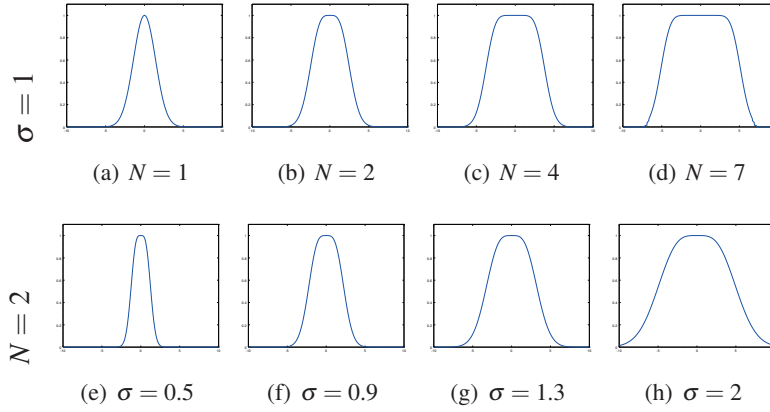 σ = 1
(a) N = 1
(b) N = 2
(c) N = 4
(d) N = 7
N = 2
(e) σ = 0.5
(f) σ = 0.9
(g) σ = 1.3
(h) σ = 2